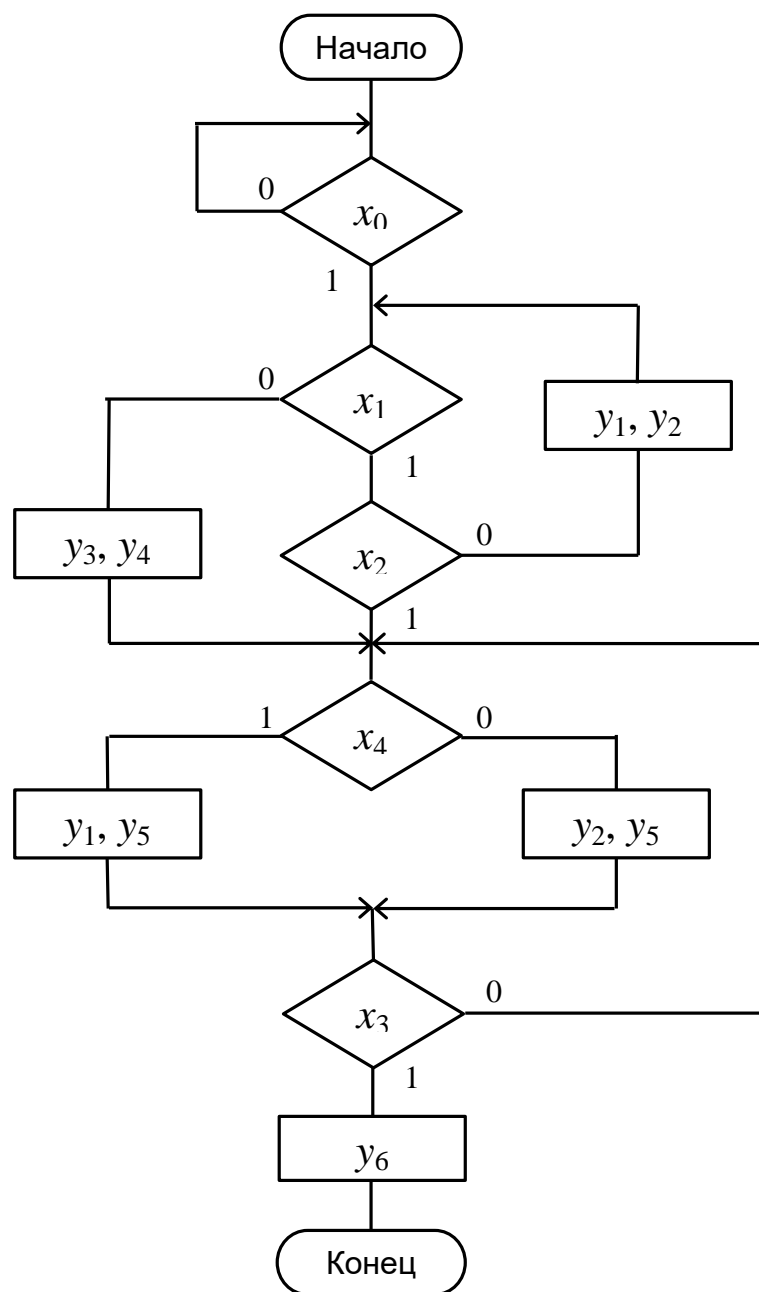 Начало
0
x₀
1
0
x₁
y₁, y₂
1
y₃, y₄
x₂
0
1
1
x₄
0
y₁, y₅
y₂, y₅
x₃
0
1
y₆
Конец